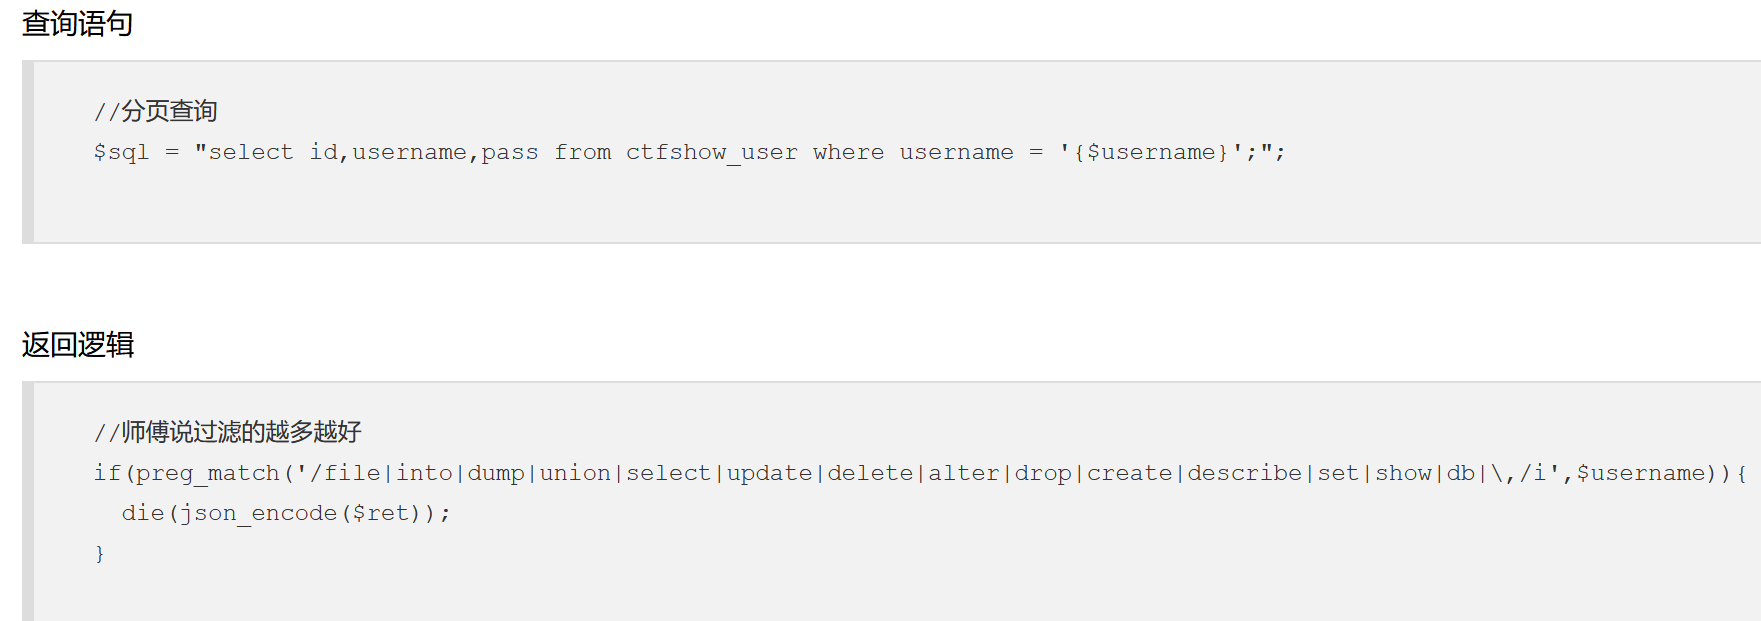 查询语句
//分页查询
$sql = "select id,username,pass from ctfshow_user where username = '{$username}';";
返回逻辑
//师傅说过滤的越多越好
if(preg_match('/file|into|dump|union|select|update|delete|alter|drop|create|describe|set|show|db|\,/i',$username)){
die(json_encode($ret));
}